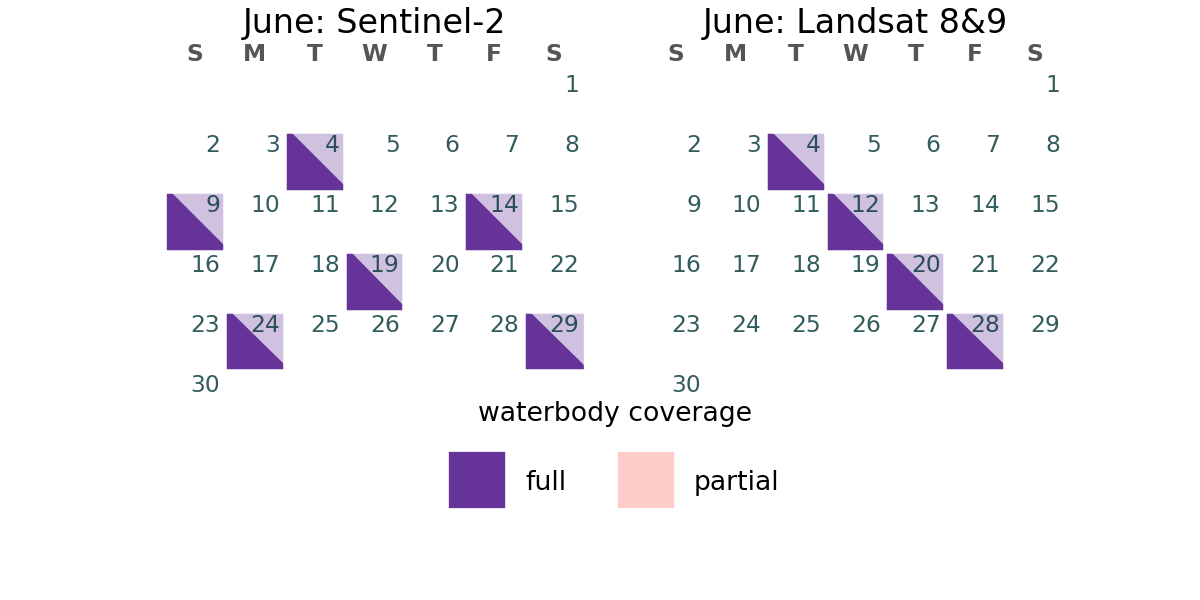 June: Sentinel-2
S M T W T F S
1
2 3 4 5 6 7 8
9 10 11 12 13 14 15
16 17 18 19 20 21 22
23 24 25 26 27 28 29
30
June: Landsat 8&9
S M T W T F S
1
2 3 4 5 6 7 8
9 10 11 12 13 14 15
16 17 18 19 20 21 22
23 24 25 26 27 28 29
30
waterbody coverage
full partial